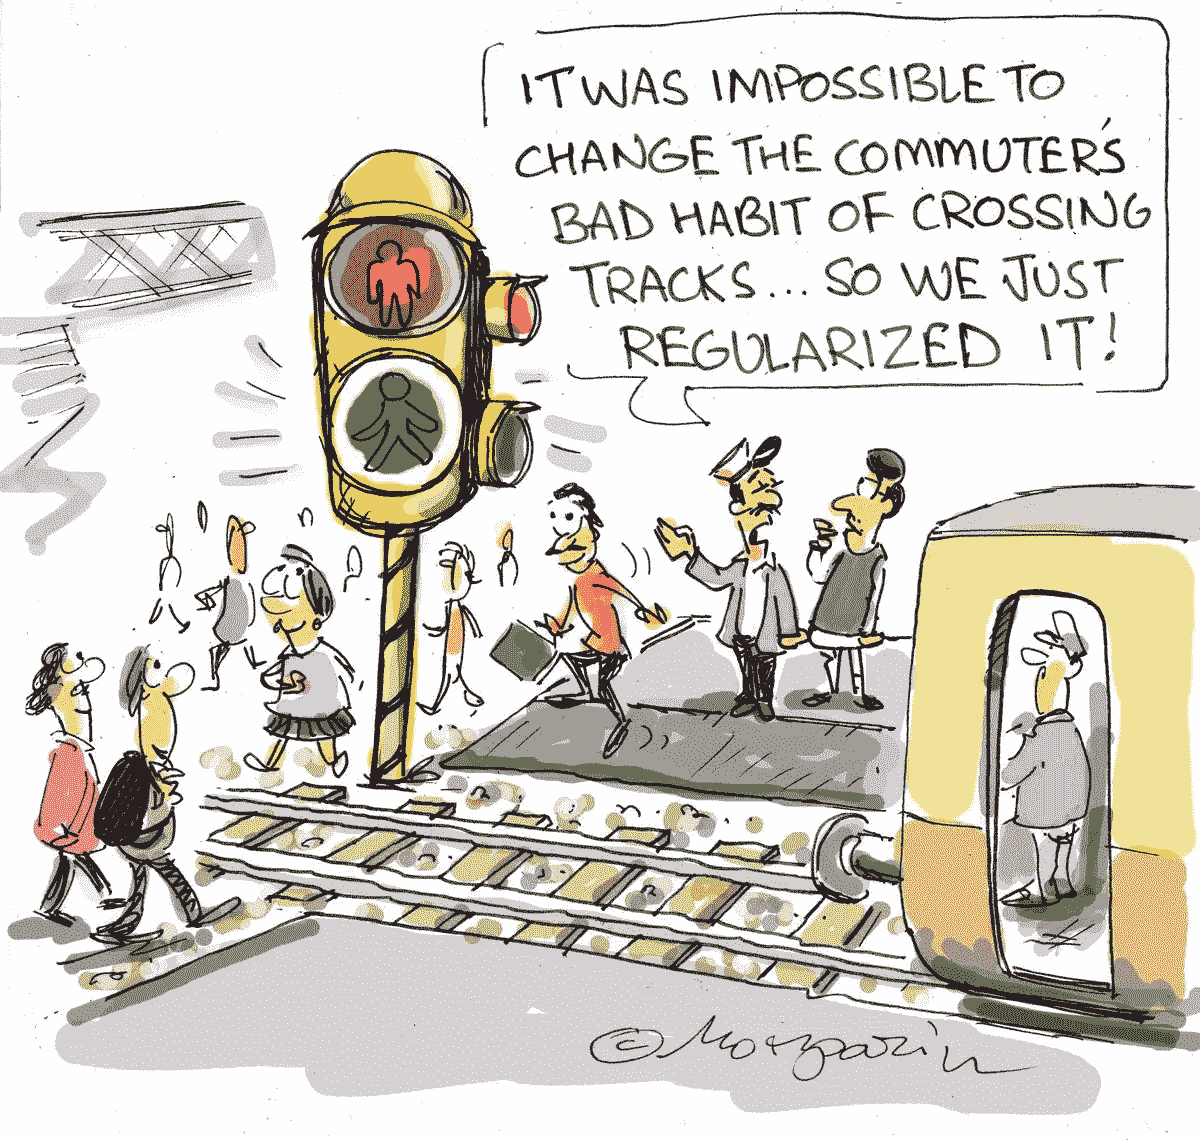 IT WAS IMPOSSIBLE TO
CHANGE THE COMMUTER'S
BAD HABIT OF CROSSING
TRACKS... SO WE JUST
REGULARIZED IT!
©